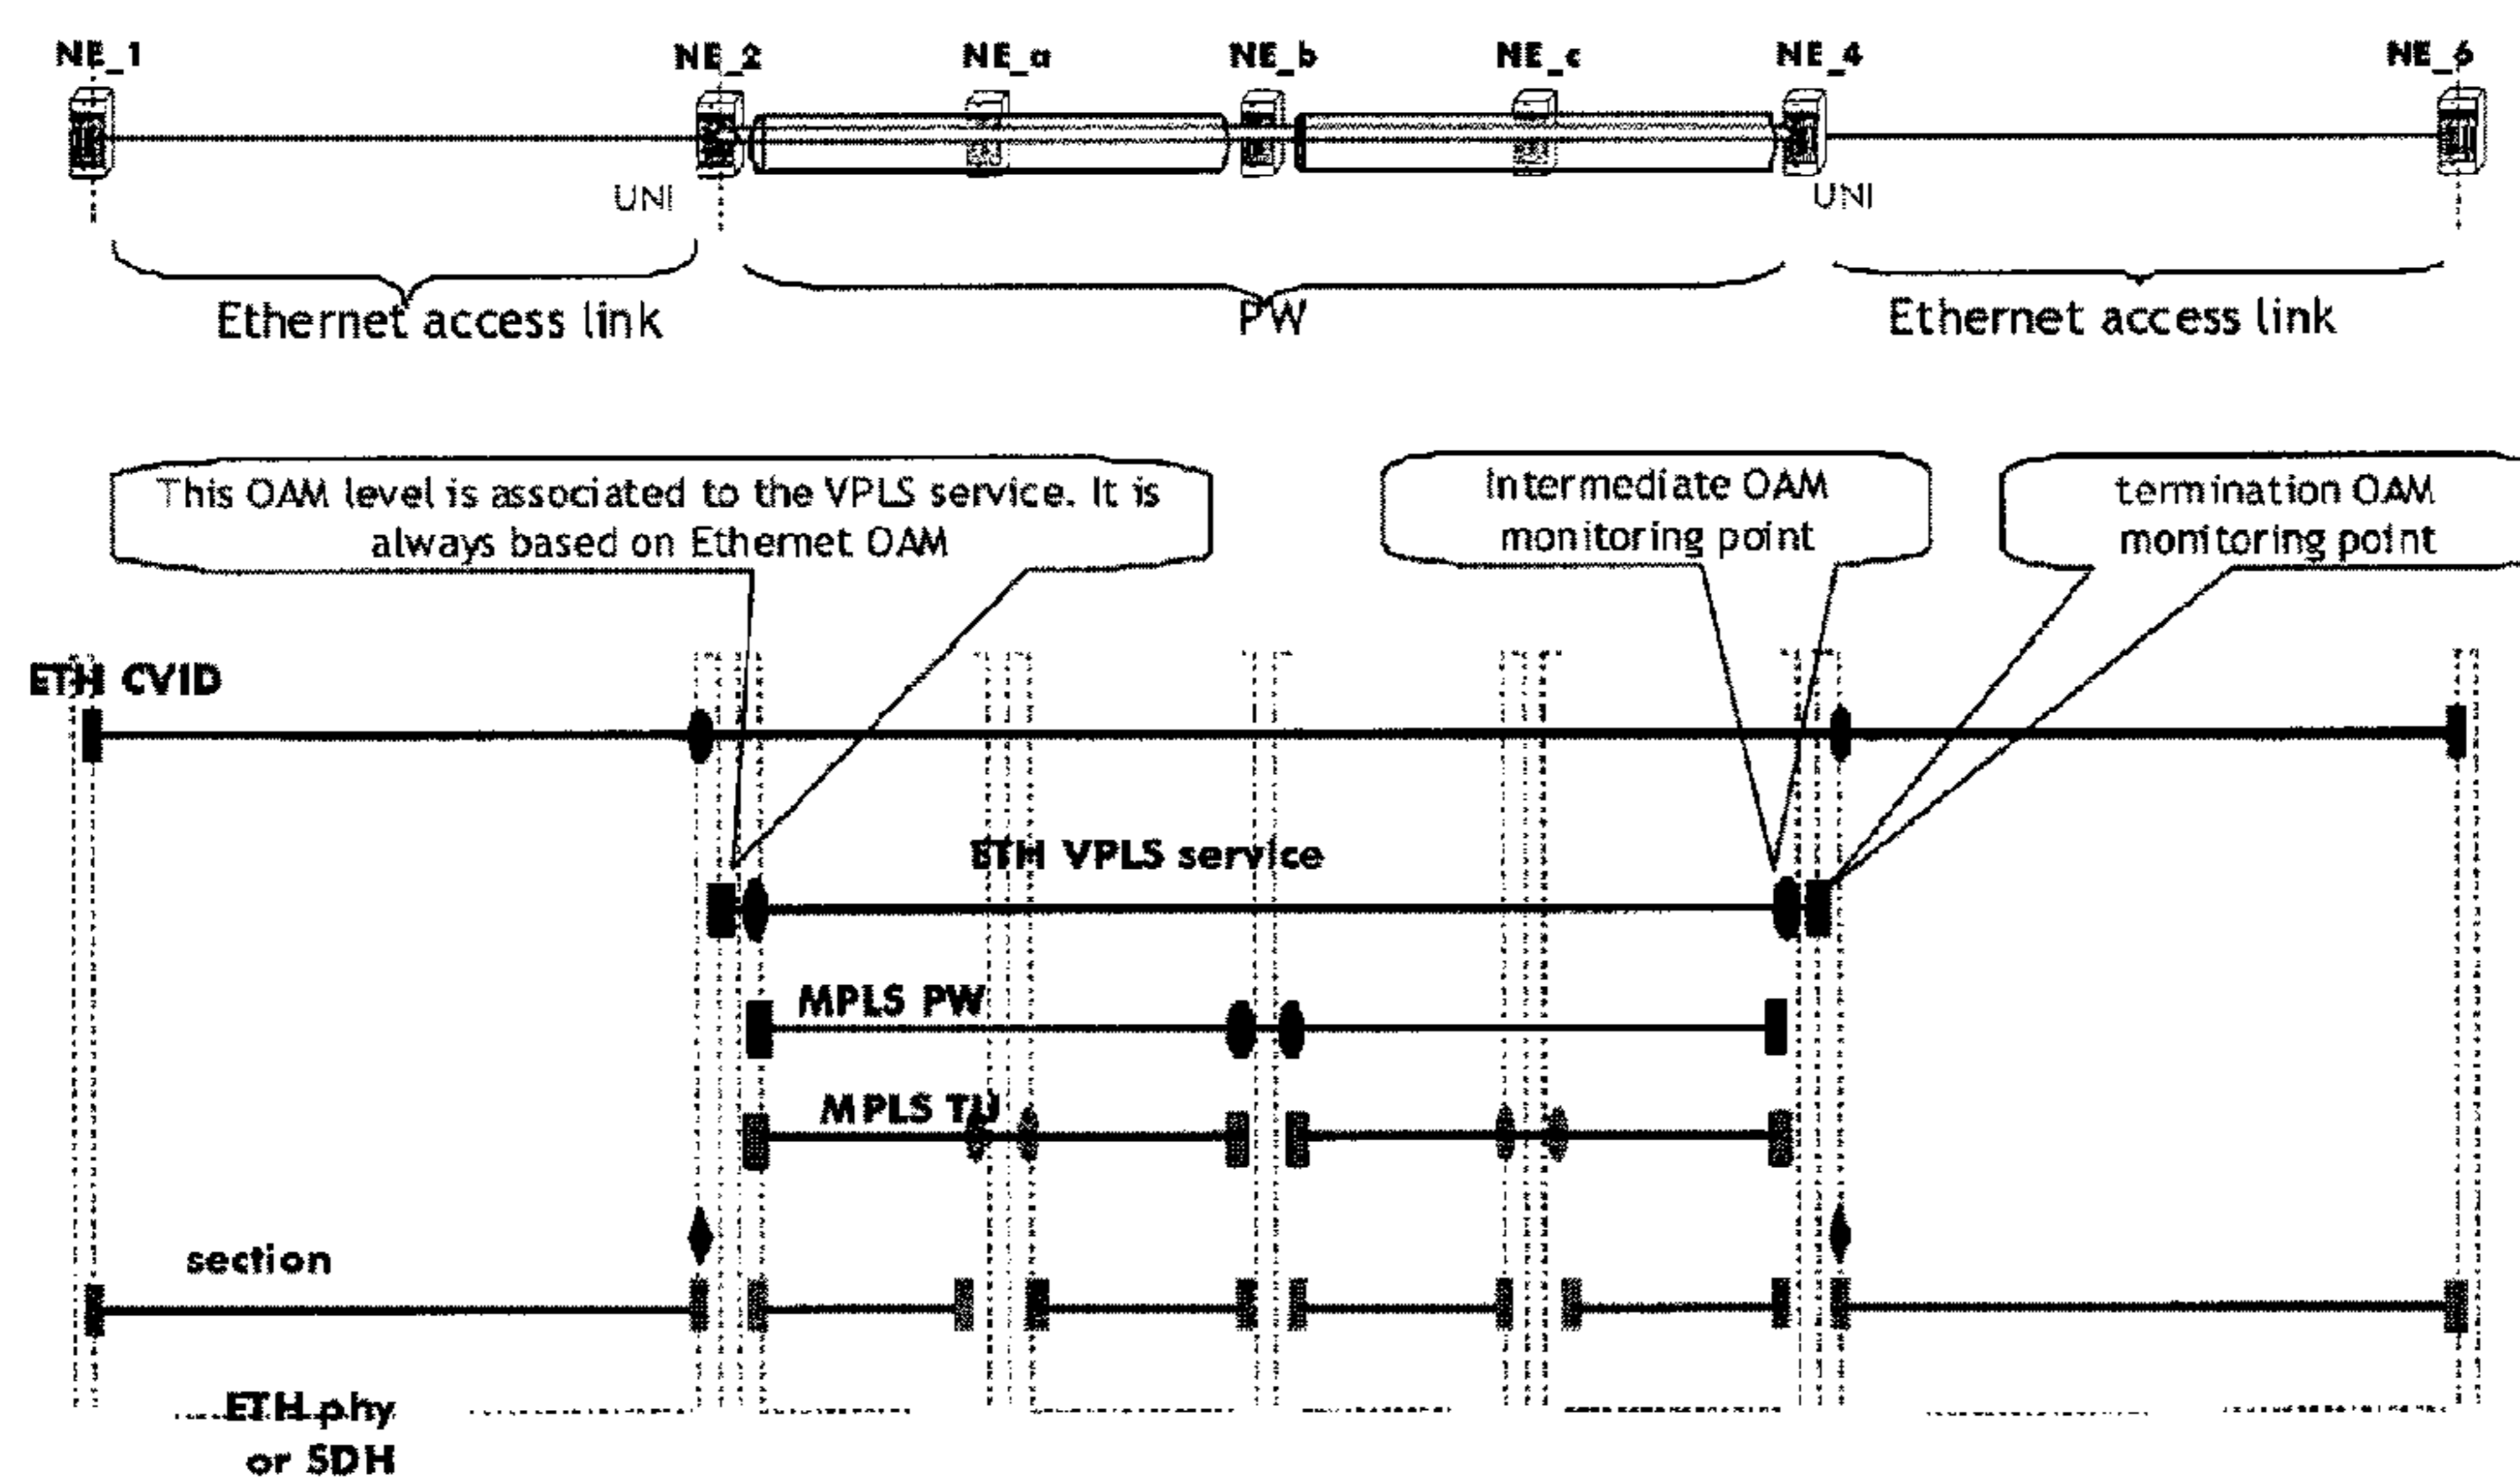 NE_1
NE_2
NE_a
NE_b
NE_c
NE_4
NE_6
UNI
UNI
Ethernet access link
PW
Ethernet access link
This OAM level is associated to the VPLS service. It is
always based on Ethernet OAM
Intermediate OAM
monitoring point
termination OAM
monitoring point
ETH CVID
ETH VPLS service
MPLS PW
MPLS TU
section
ETH phy
or SDH